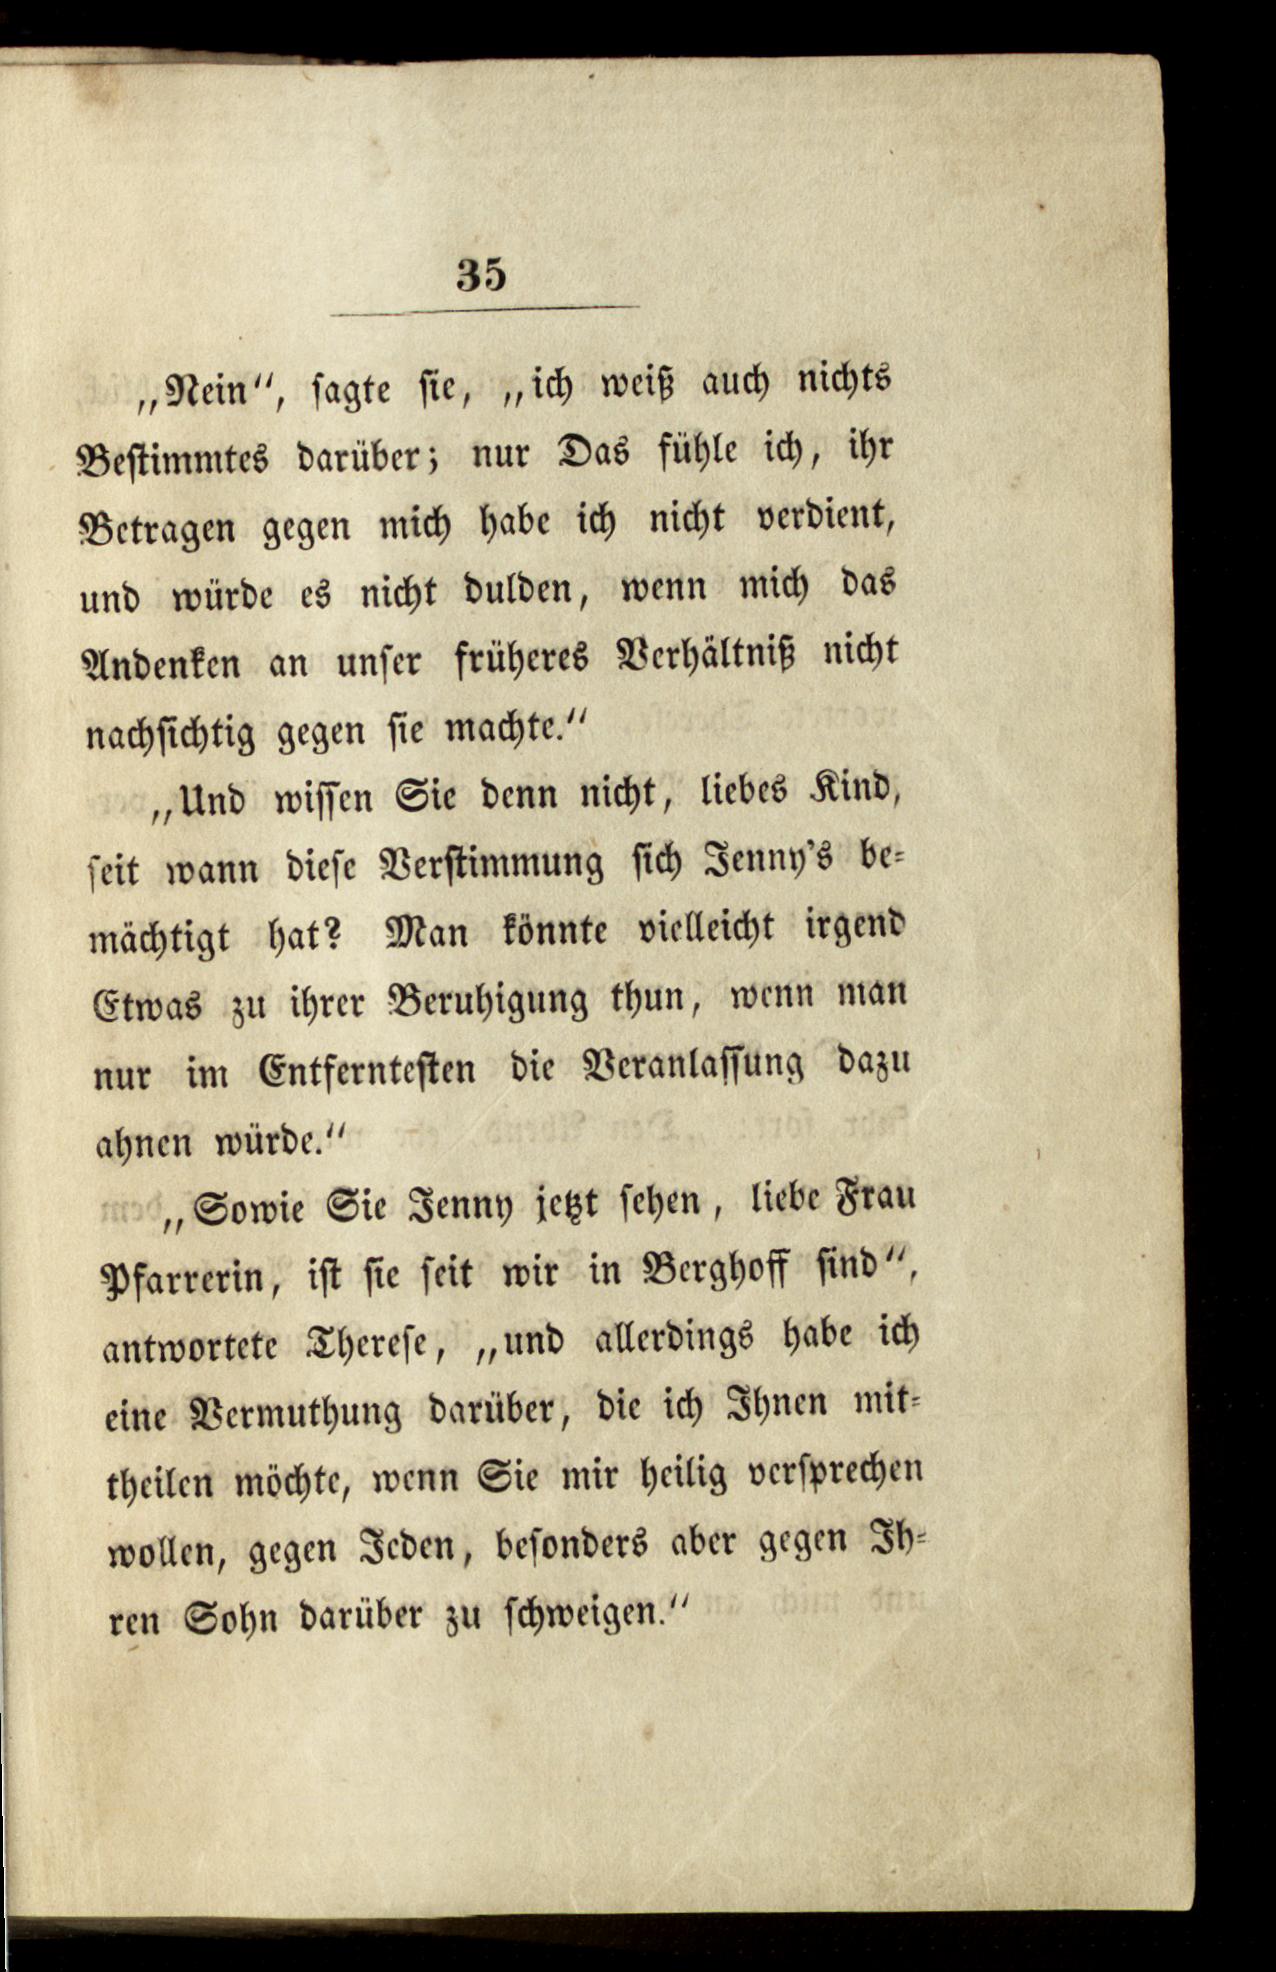 35
„Nein“, sagte sie, „ich weiß auch nichts
Bestimmtes darüber; nur Das fühle ich, ihr
Betragen gegen mich habe ich nicht verdient,
und würde es nicht dulden, wenn mich das
Andenken an unser früheres Verhältniß nicht
nachsichtig gegen sie machte.“
„Und wissen Sie denn nicht, liebes Kind,
seit wann diese Verstimmung sich Jenny's be-
mächtigt hat? Man könnte vielleicht irgend
Etwas zu ihrer Beruhigung thun, wenn man
nur im Entferntesten die Veranlassung dazu
ahnen würde.“
„Sowie Sie Jenny jetzt sehen, liebe Frau
Pfarrerin, ist sie seit wir in Berghoff sind“,
antwortete Therese, „und allerdings habe ich
eine Vermuthung darüber, die ich Ihnen mit-
theilen möchte, wenn Sie mir heilig versprechen
wollen, gegen Jeden, besonders aber gegen Ih-
ren Sohn darüber zu schweigen.“